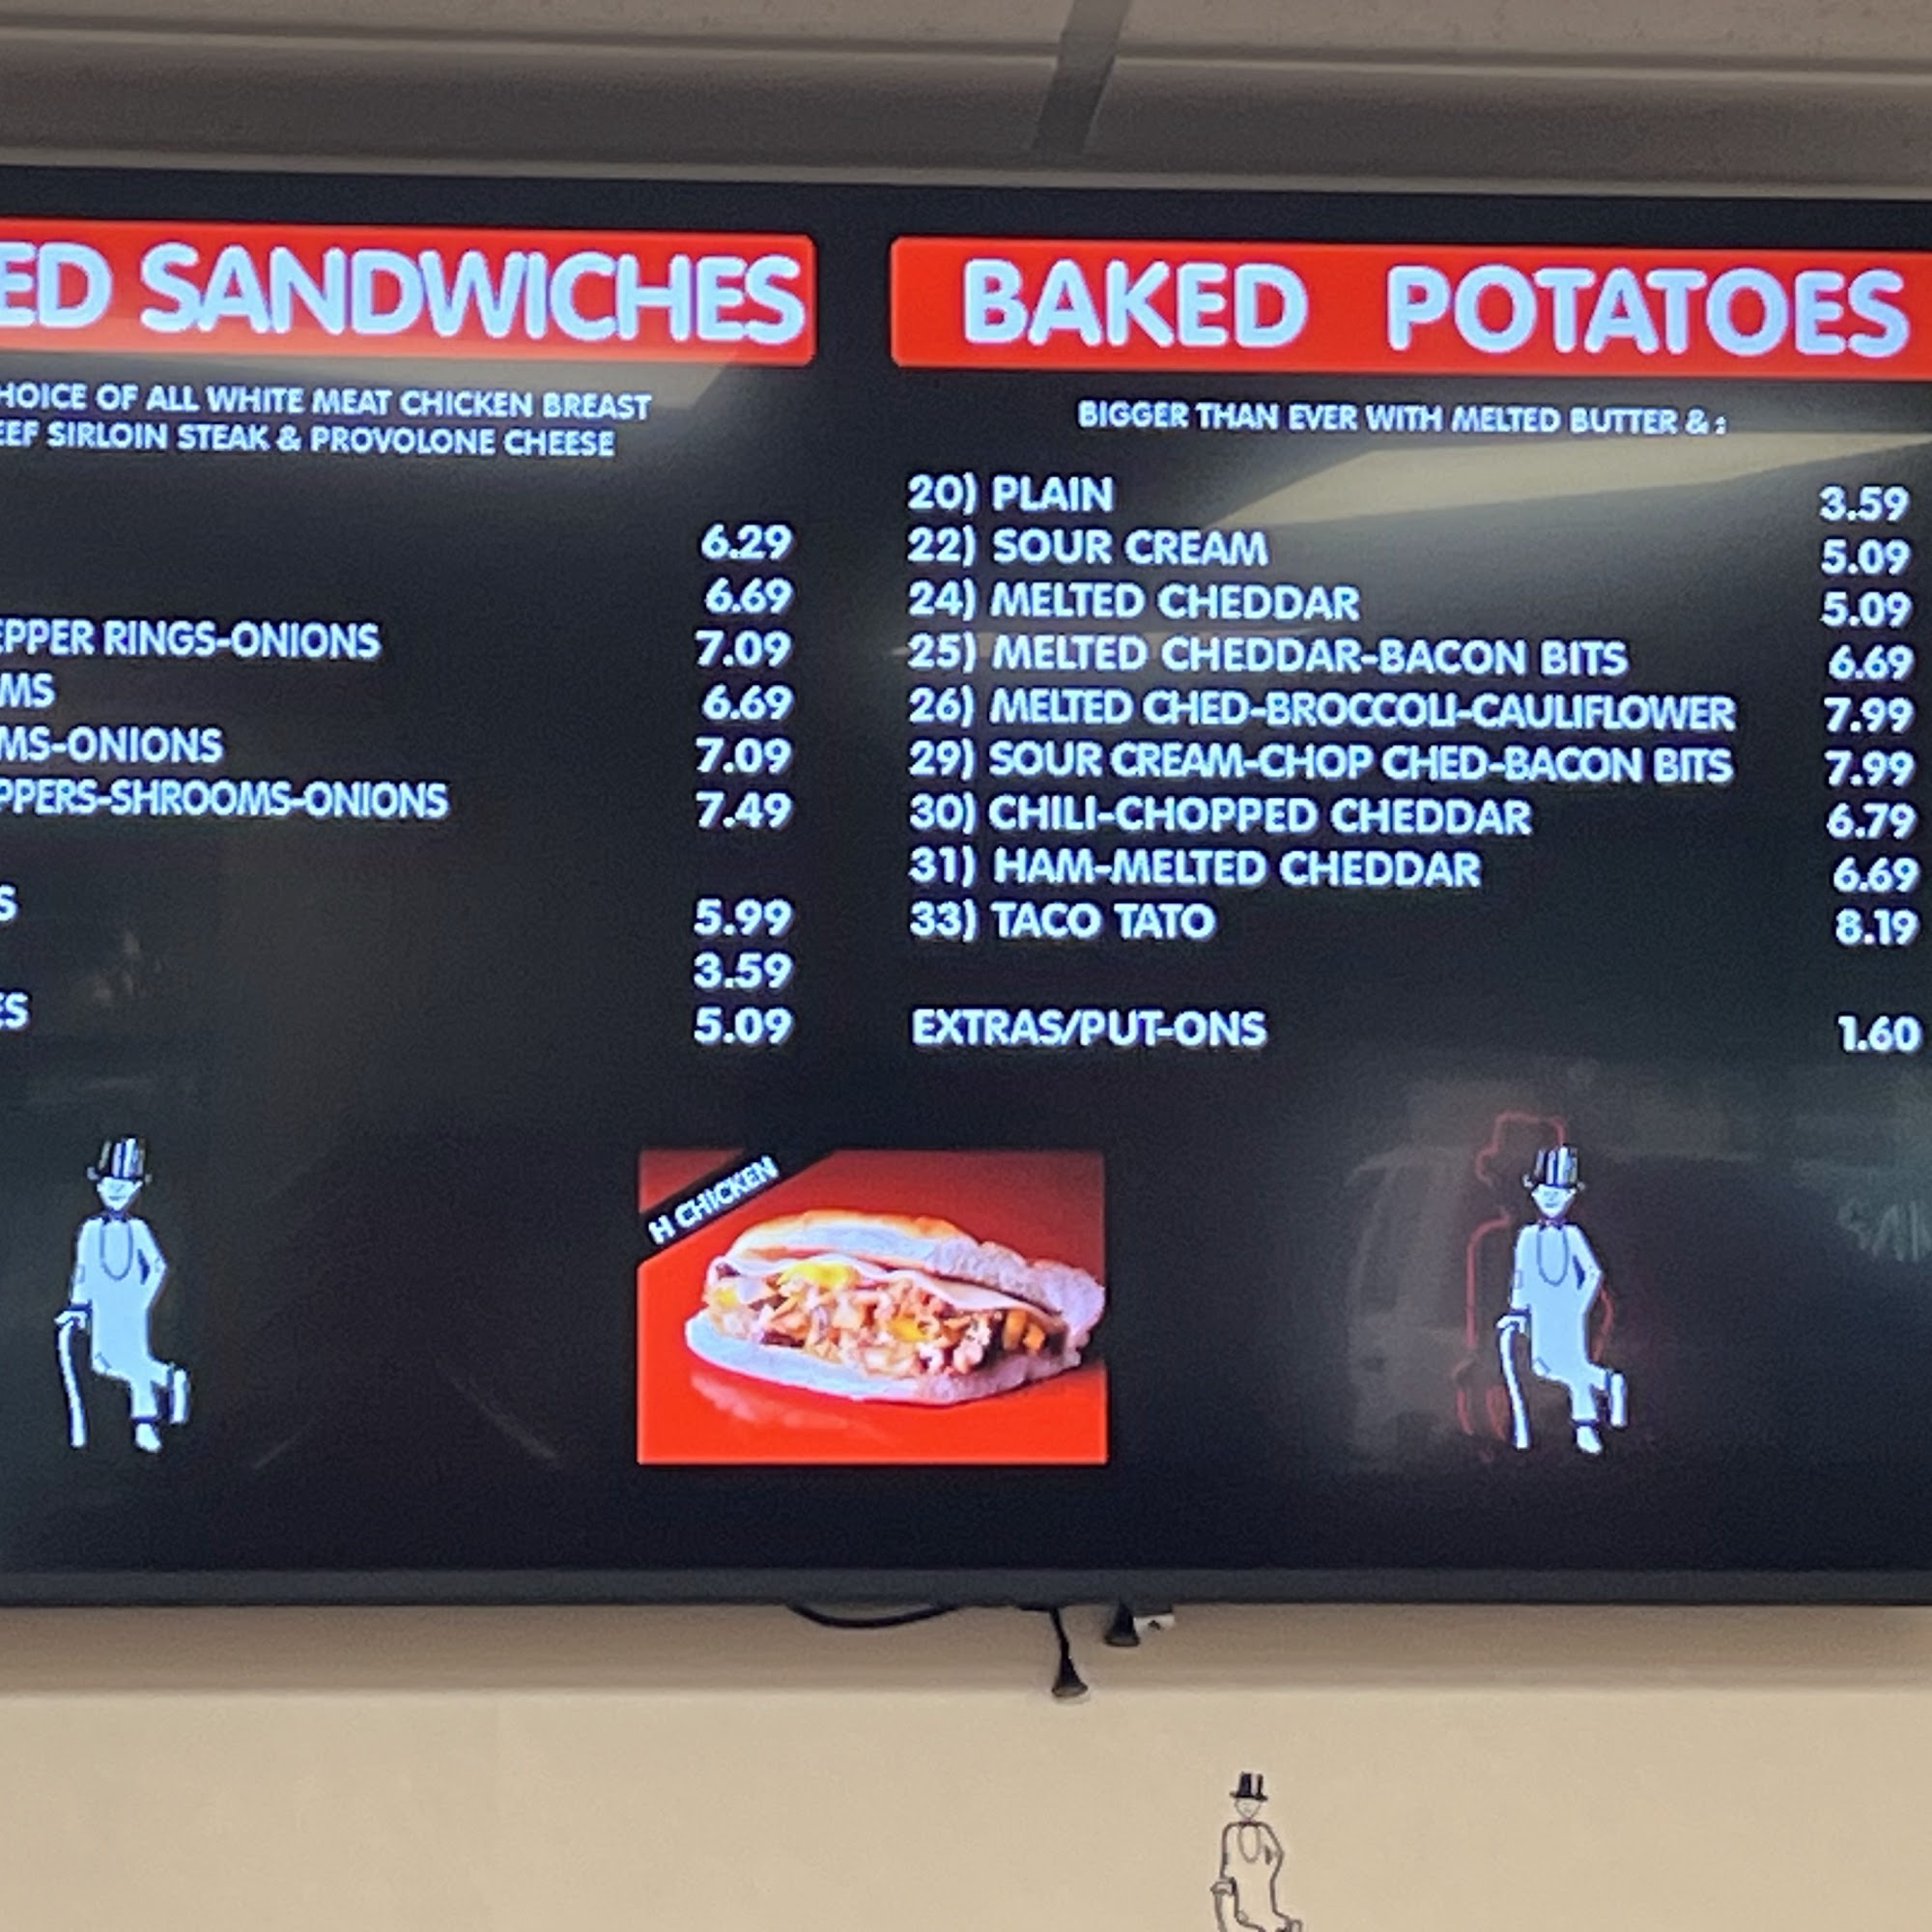 ED SANDWICHES
HOICE OF ALL WHITE MEAT CHICKEN BREAST
EEF SIRLOIN STEAK & PROVOLONE CHEESE
6.29
6.69
EPPER RINGS-ONIONS 7.09
MS 6.69
MS-ONIONS 7.09
PPERS-SHROOMS-ONIONS 7.49
S 5.99
3.59
ES 5.09
BAKED POTATOES
BIGGER THAN EVER WITH MELTED BUTTER & :
20) PLAIN 3.59
22) SOUR CREAM 5.09
24) MELTED CHEDDAR 5.09
25) MELTED CHEDDAR-BACON BITS 6.69
26) MELTED CHED-BROCCOLI-CAULIFLOWER 7.99
29) SOUR CREAM-CHOP CHED-BACON BITS 7.99
30) CHILI-CHOPPED CHEDDAR 6.79
31) HAM-MELTED CHEDDAR 6.69
33) TACO TATO 8.19
EXTRAS/PUT-ONS 1.60
H CHICKEN